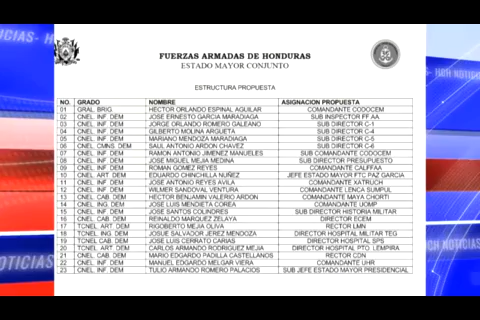 FUERZAS ARMADAS DE HONDURAS
ESTADO MAYOR CONJUNTO
ESTRUCTURA PROPUESTA
NO. GRADO NOMBRE ASIGNACION PROPUESTA
01 GRAL. BRIG. HECTOR ORLANDO ESPINAL AGUILAR COMANDANTE CODOCEM
02 CNEL. INF. DEM JOSE ERNESTO GARCIA MARADIAGA SUB INSPECTOR FF.AA
03 CNEL. INF. DEM JORGE ORLANDO ROMERO GALEANO SUB DIRECTOR C-1
04 CNEL. INF. DEM GILBERTO MOLINA ARGUETA SUB DIRECTOR C-4
05 CNEL. INF. DEM MARIANO MENDOZA MARADIAGA SUB DIRECTOR C-5
06 CNEL. CMNS. DEM SAUL ANTONIO ARDON CHAVEZ SUB DIRECTOR C-6
07 CNEL. INF. DEM RAMON ANTONIO JIMENEZ MANUELES SUB COMANDANTE CODOCEM
08 CNEL. INF. DEM JOSE MIGUEL MEJIA MEDINA SUB DIRECTOR PRESUPUESTO
09 CNEL. INF. DEM ROMAN GOMEZ REYES COMANDANTE CALFFAA
10 CNEL. ART. DEM EDUARDO CHINCHILLA NUÑEZ JEFE ESTADO MAYOR FTC PAZ GARCIA
11 CNEL. INF. DEM JOSE ANTONIO REYES AVILA COMANDANTE XATRUCH
12 CNEL. INF. DEM WILMER SANDOVAL VENTURA COMANDANTE LENCA SUMPUL
13 CNEL. CAB. DEM HECTOR BENJAMIN VALERIO ARDON COMANDANTE MAYA CHORTI
14 CNEL. ING. DEM JOSE LUIS MENDIETA COREA COMANDANTE UOMP
15 CNEL. INF. DEM JOSE SANTOS COLINDRES SUB DIRECTOR HISTORIA MILITAR
16 CNEL. CAB. DEM REINALDO MARQUEZ ZELAYA DIRECTOR ECEM
17 TCNEL. ART. DEM RIGOBERTO MEJIA OLIVA RECTOR LMN
18 TCNEL. ING. DEM JOSUE SALVADOR JEREZ MENDOCTA DIRECTOR HOSPITAL MILITAR TEG
19 TCNEL. CAB. DEM JOSE LUIS CERRATO CARIAS DIRECTOR HOSPITAL SPS
20 TCNEL. ART. DEM CARLOS ARMANDO RODRIGUEZ MEJIA DIRECTOR HOSPITAL PTO. LEMPIRA
21 CNEL. CAB. DEM MARIO EDGARDO PADILLA CASTELLANOS RECTOR CDN
22 CNEL. INF. DEM MANUEL EDGARDO MELGAR VIERA COMANDANTE UHR
23 CNEL. INF. DEM TULIO ARMANDO ROMERO PALACIOS SUB JEFE ESTADO MAYOR PRESIDENCIAL
HCH NOTICIAS
NOTICIAS